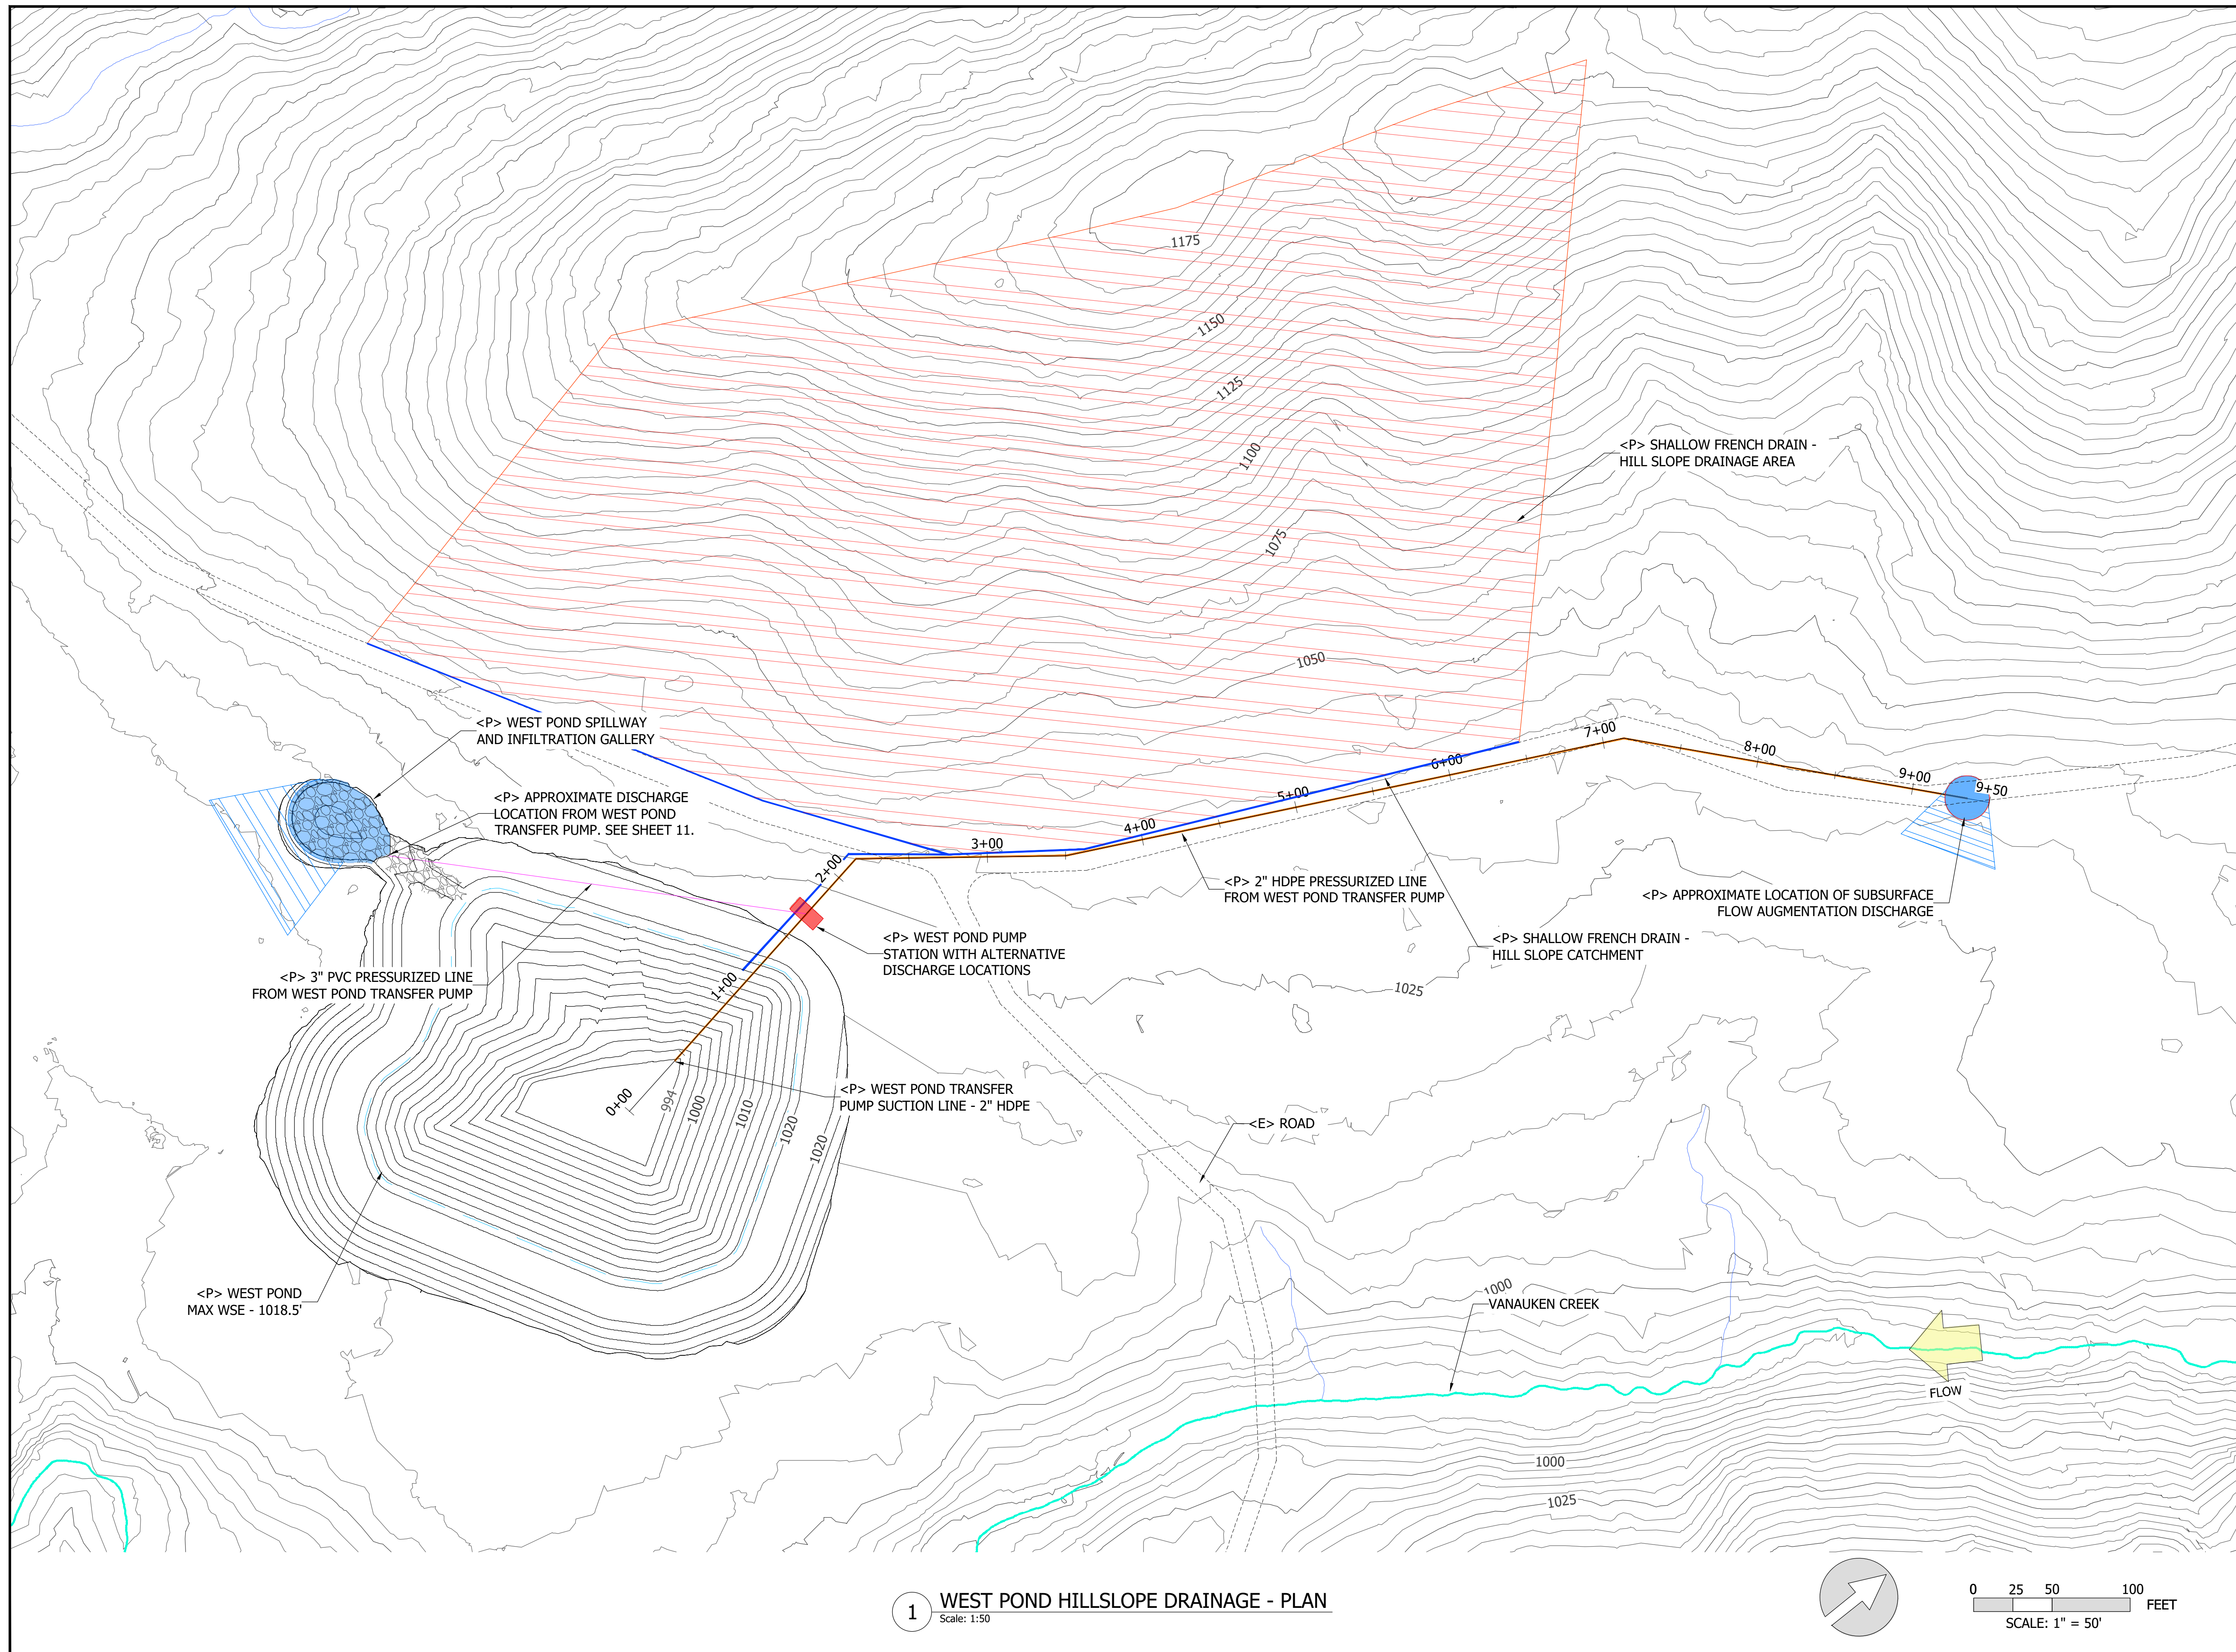 1175
1150
1125
1100
1075
1050
<P> SHALLOW FRENCH DRAIN -
HILL SLOPE DRAINAGE AREA
<P> WEST POND SPILLWAY
AND INFILTRATION GALLERY
<P> APPROXIMATE DISCHARGE
LOCATION FROM WEST POND
TRANSFER PUMP. SEE SHEET 11.
<P> 3" PVC PRESSURIZED LINE
FROM WEST POND TRANSFER PUMP
0+00
1+00
2+00
3+00
4+00
5+00
6+00
7+00
8+00
9+00
9+50
<P> 2" HDPE PRESSURIZED LINE
FROM WEST POND TRANSFER PUMP
<P> APPROXIMATE LOCATION OF SUBSURFACE
FLOW AUGMENTATION DISCHARGE
<P> WEST POND PUMP
STATION WITH ALTERNATIVE
DISCHARGE LOCATIONS
<P> SHALLOW FRENCH DRAIN -
HILL SLOPE CATCHMENT
1025
<P> WEST POND TRANSFER
PUMP SUCTION LINE - 2" HDPE
994
1000
1010
1020
1020
<E> ROAD
<P> WEST POND
MAX WSE - 1018.5'
1000
VANAUKEN CREEK
FLOW
1000
1025
1
WEST POND HILLSLOPE DRAINAGE - PLAN
Scale: 1:50
0 25 50 100
FEET
SCALE: 1" = 50'